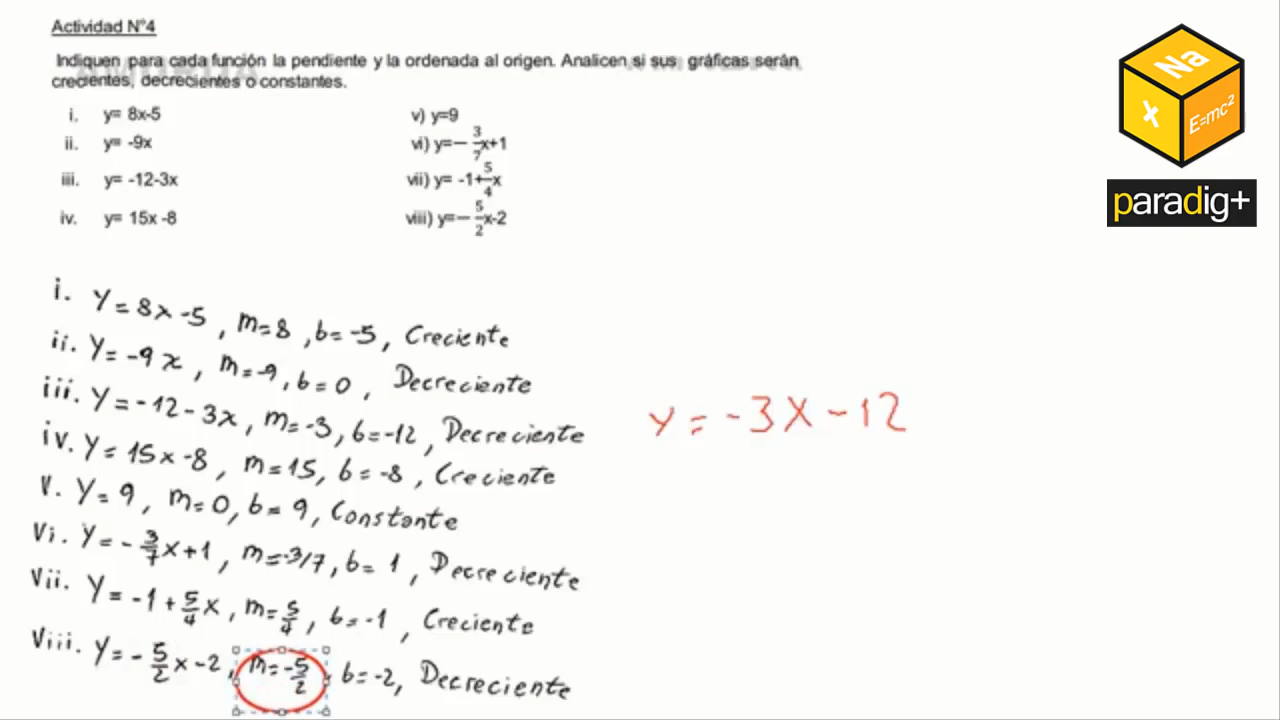 Actividad N°4
Indiquen para cada función la pendiente y la ordenada al origen. Analicen si sus gráficas serán
crecientes, decrecientes o constantes.
i. y= 8x-5
ii. y= -9x
iii. y= -12-3x
iv. y= 15x -8
v) y=9
vi) y=-3/7x+1
vii) y= -1+5/4x
viii) y=-5/2x-2
Na
x
E=mc²
paradig+
i. y=8x-5, m=8, b=-5, Creciente
ii. y=-9x, m=-9, b=0, Decreciente
iii. y=-12-3x, m=-3, b=-12, Decreciente
iv. y=15x-8, m=15, b=-8, Creciente
v. y=9, m=0, b=9, Constante
vi. y=-3/7x+1, m=-3/7, b=1, Decreciente
vii. y=-1+5/4x, m=5/4, b=-1, Creciente
viii. y=-5/2x-2, m=-5/2, b=-2, Decreciente
y=-3x-12